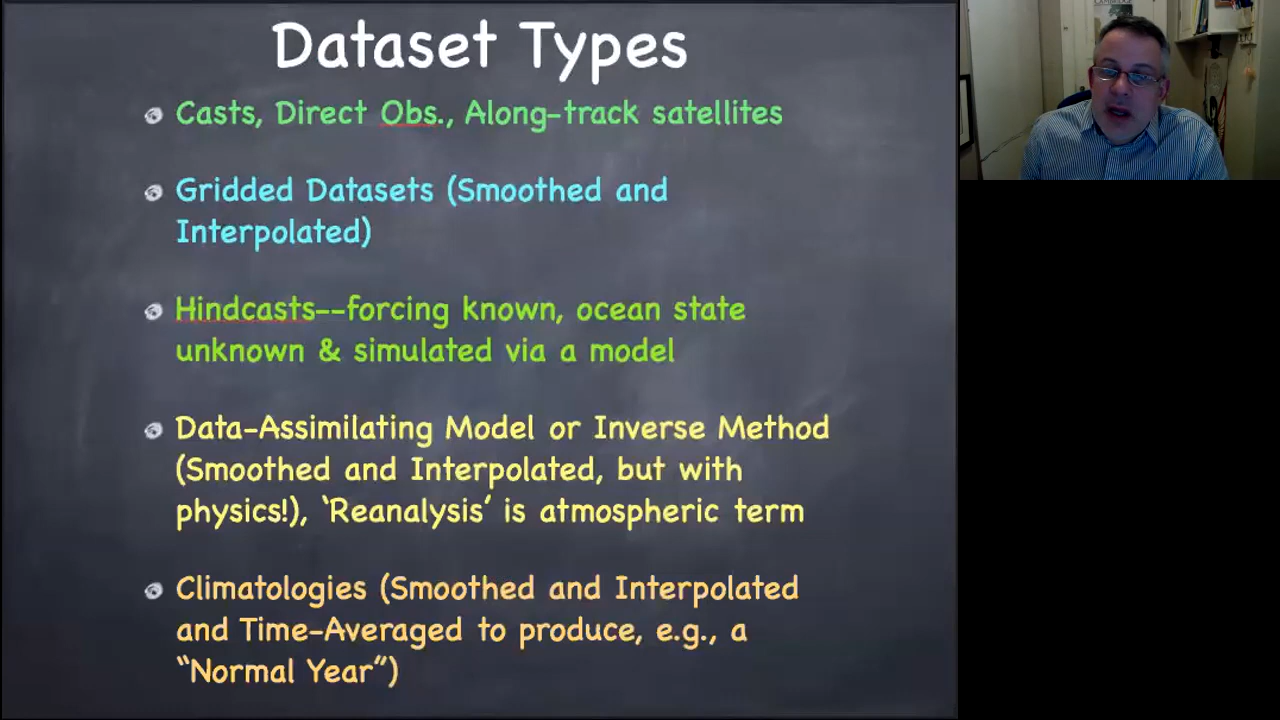 Dataset Types
Casts, Direct Obs., Along-track satellites
Gridded Datasets (Smoothed and
Interpolated)
Hindcasts--forcing known, ocean state
unknown & simulated via a model
Data-Assimilating Model or Inverse Method
(Smoothed and Interpolated, but with
physics!), ‘Reanalysis’ is atmospheric term
Climatologies (Smoothed and Interpolated
and Time-Averaged to produce, e.g., a
“Normal Year”)